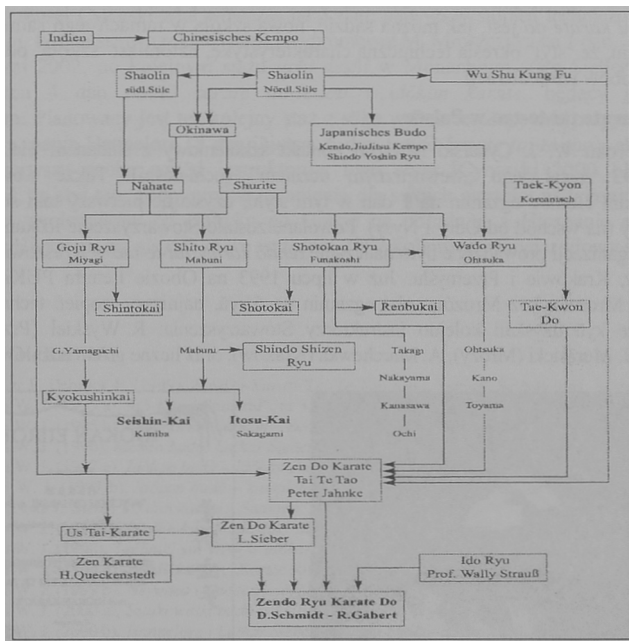 Indien
Chinesisches Kempo
Shaolin
südl.Stile
Shaolin
Nördl.Stile
Wu Shu Kung Fu
Okinawa
Japanisches Budo
Kendo,JiuJitsu Kempo
Shindo Yoshin Ryu
Nahate
Shurite
Taek-Kyon
Koreanisch
Goju Ryu
Miyagi
Shito Ryu
Mabuni
Shotokan Ryu
Funakoshi
Wado Ryu
Ohtsuka
Shintokai
Shotokai
Renbukai
Tae-Kwon
Do
G.Yamaguchi
Mabuni
Shindo Shizen
Ryu
Takagi
Ohtsuka
Nakayama
Kano
Kyokushinkai
Kanasawa
Toyama
Seishin-Kai
Kuniba
Itosu-Kai
Sakagami
Ochi
Zen Do Karate
Tai Te Tao
Peter Jahnke
Us Tai-Karate
Zen Do Karate
L.Sieber
Zen Karate
H.Queckenstedt
Ido Ryu
Prof. Wally Strauß
Zendo Ryu Karate Do
D.Schmidt - R.Gabert